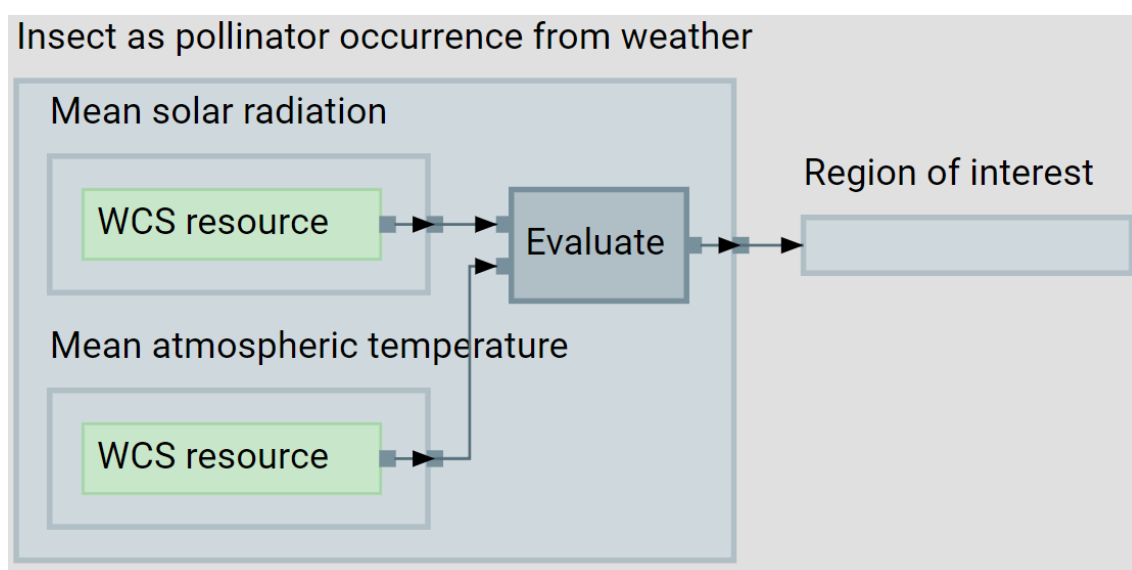 Insect as pollinator occurrence from weather
Mean solar radiation
WCS resource
Evaluate
Region of interest
Mean atmospheric temperature
WCS resource